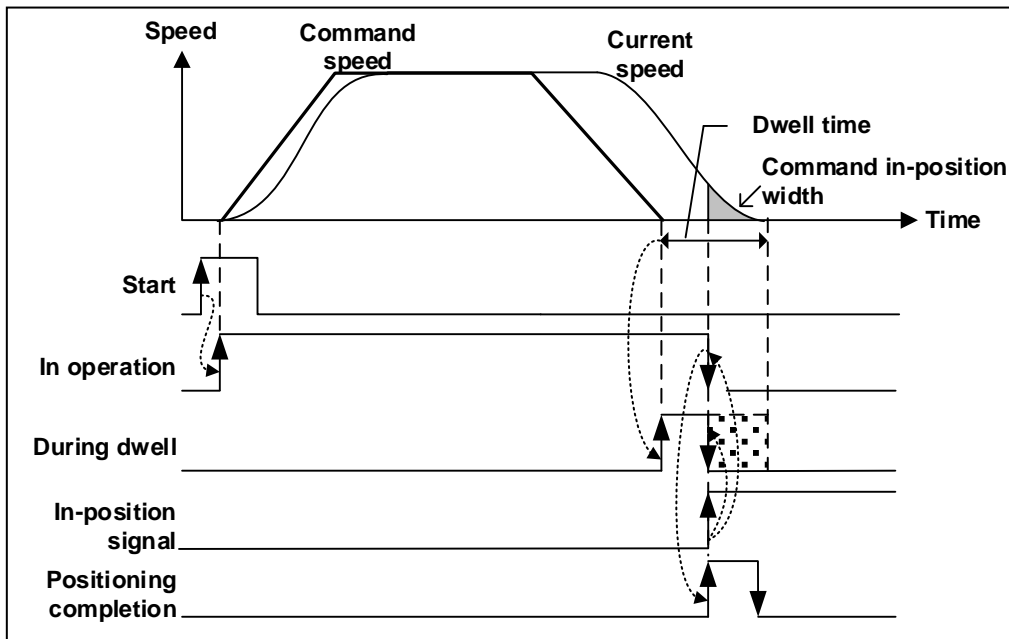 Speed
Command
speed
Current
speed
Dwell time
Command in-position
width
Time
Start
In operation
During dwell
In-position
signal
Positioning
completion